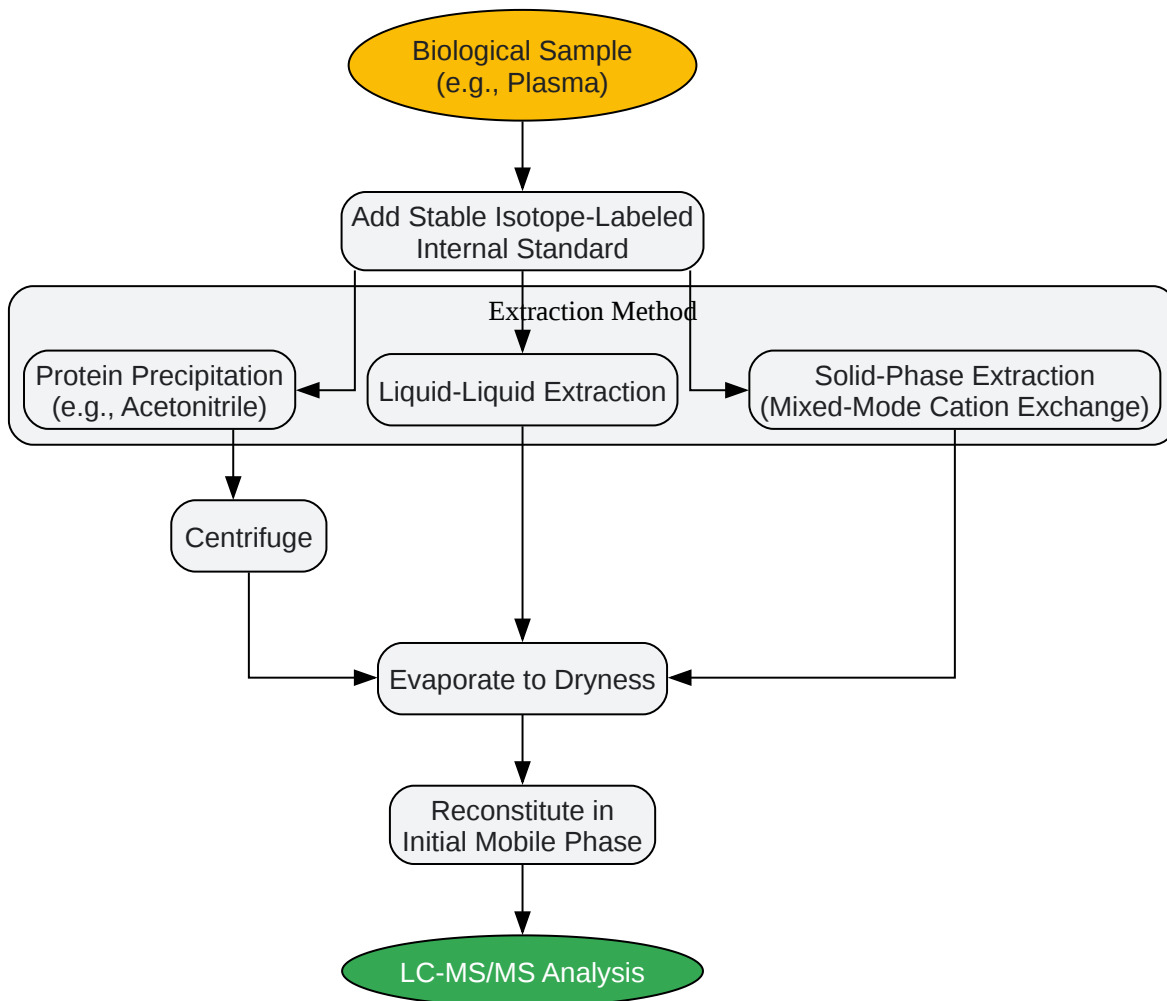 Biological Sample
(e.g., Plasma)
Add Stable Isotope-Labeled
Internal Standard
Extraction Method
Protein Precipitation
(e.g., Acetonitrile)
Liquid-Liquid Extraction
Solid-Phase Extraction
(Mixed-Mode Cation Exchange)
Centrifuge
Evaporate to Dryness
Reconstitute in
Initial Mobile Phase
LC-MS/MS Analysis